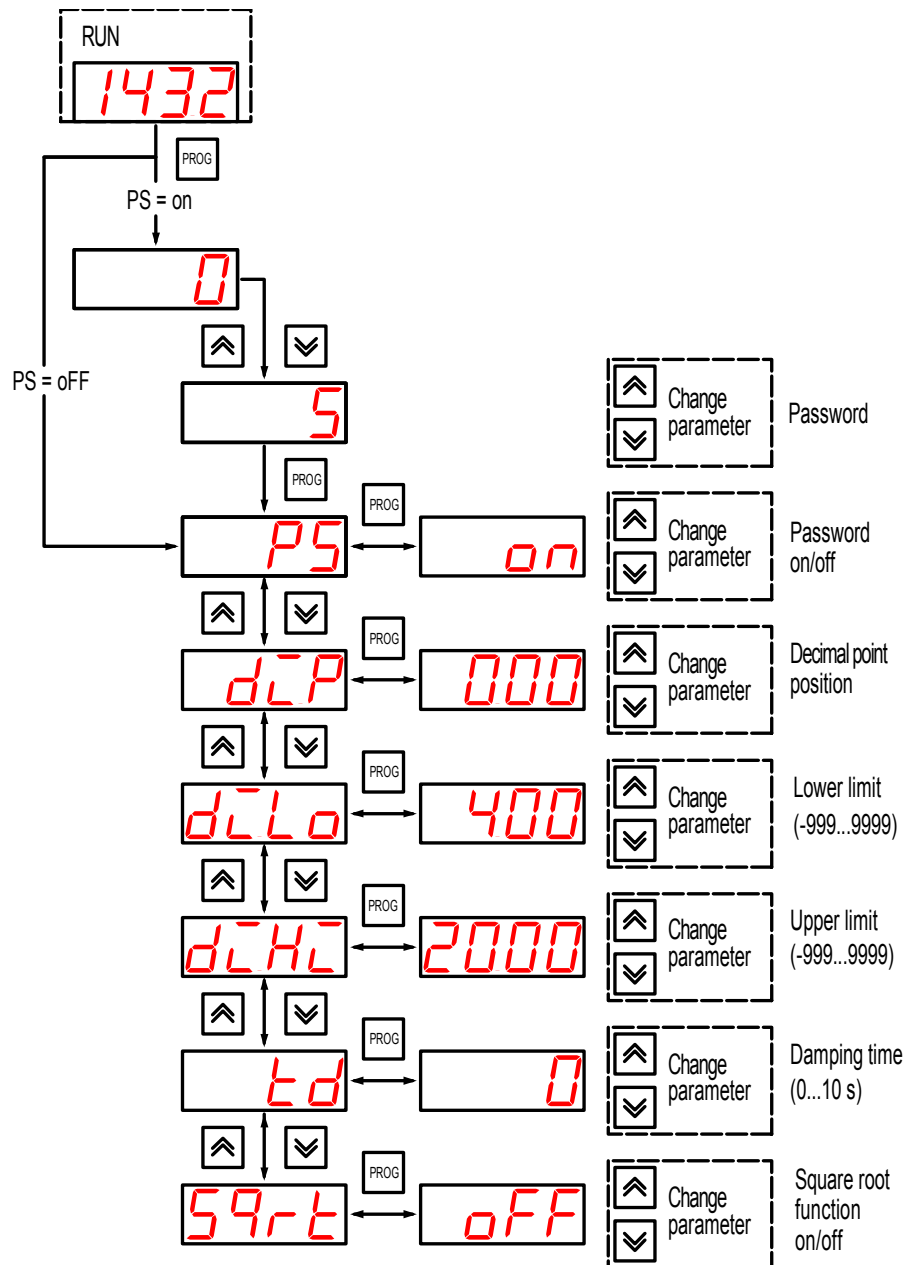 RUN
1432
PROG
PS = on
0
PS = oFF
5
Change
parameter
Password
PROG
PROG
PS
on
Change
parameter
Password
on/off
PROG
diP
000
Change
parameter
Decimal point
position
PROG
diLo
400
Change
parameter
Lower limit
(-999...9999)
PROG
diHi
2000
Change
parameter
Upper limit
(-999...9999)
PROG
td
0
Change
parameter
Damping time
(0...10 s)
PROG
Sqrt
oFF
Change
parameter
Square root
function
on/off